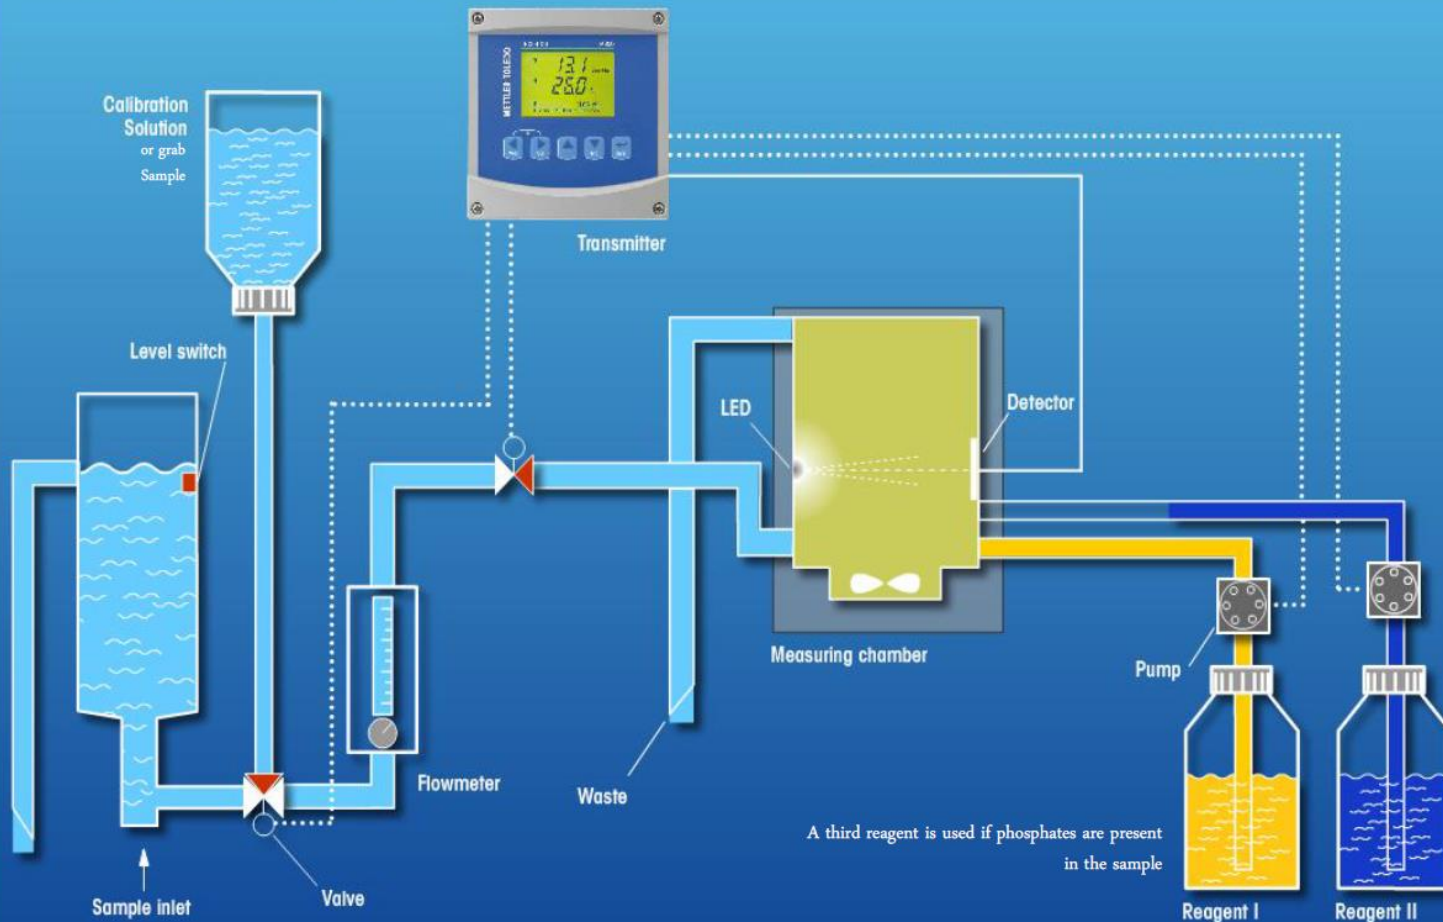 Calibration
Solution
or grab
Sample
METTLER TOLEDO
13.1
26.0
Transmitter
Level switch
LED
Detector
Measuring chamber
Pump
Flowmeter
Waste
A third reagent is used if phosphates are present
in the sample
Valve
Sample inlet
Reagent I
Reagent II